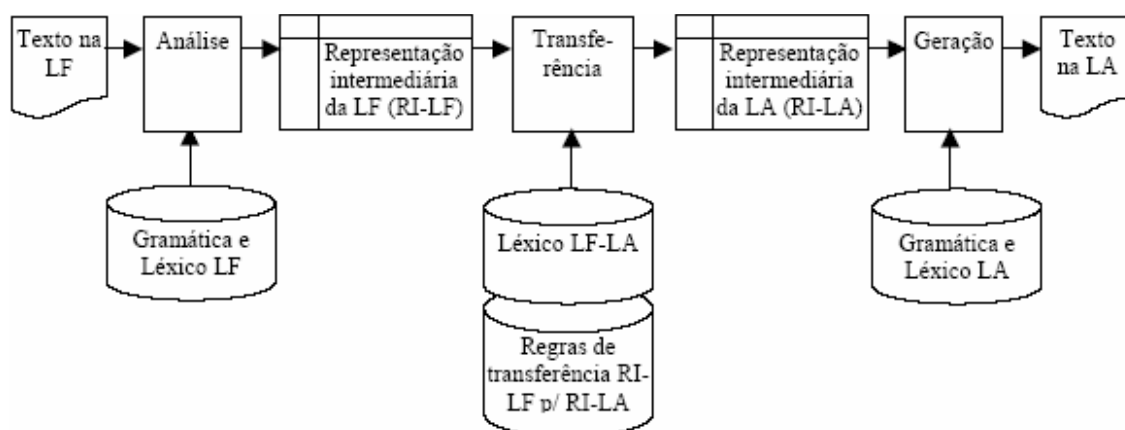 Texto na
LF
Análise
Representação
intermediária
da LF (RI-LF)
Transfe-
rência
Representação
intermediária
da LA (RI-LA)
Geração
Texto
na LA
Gramática e
Léxico LF
Léxico LF-LA
Regras de
transferência RI-
LF p/ RI-LA
Gramática e
Léxico LA